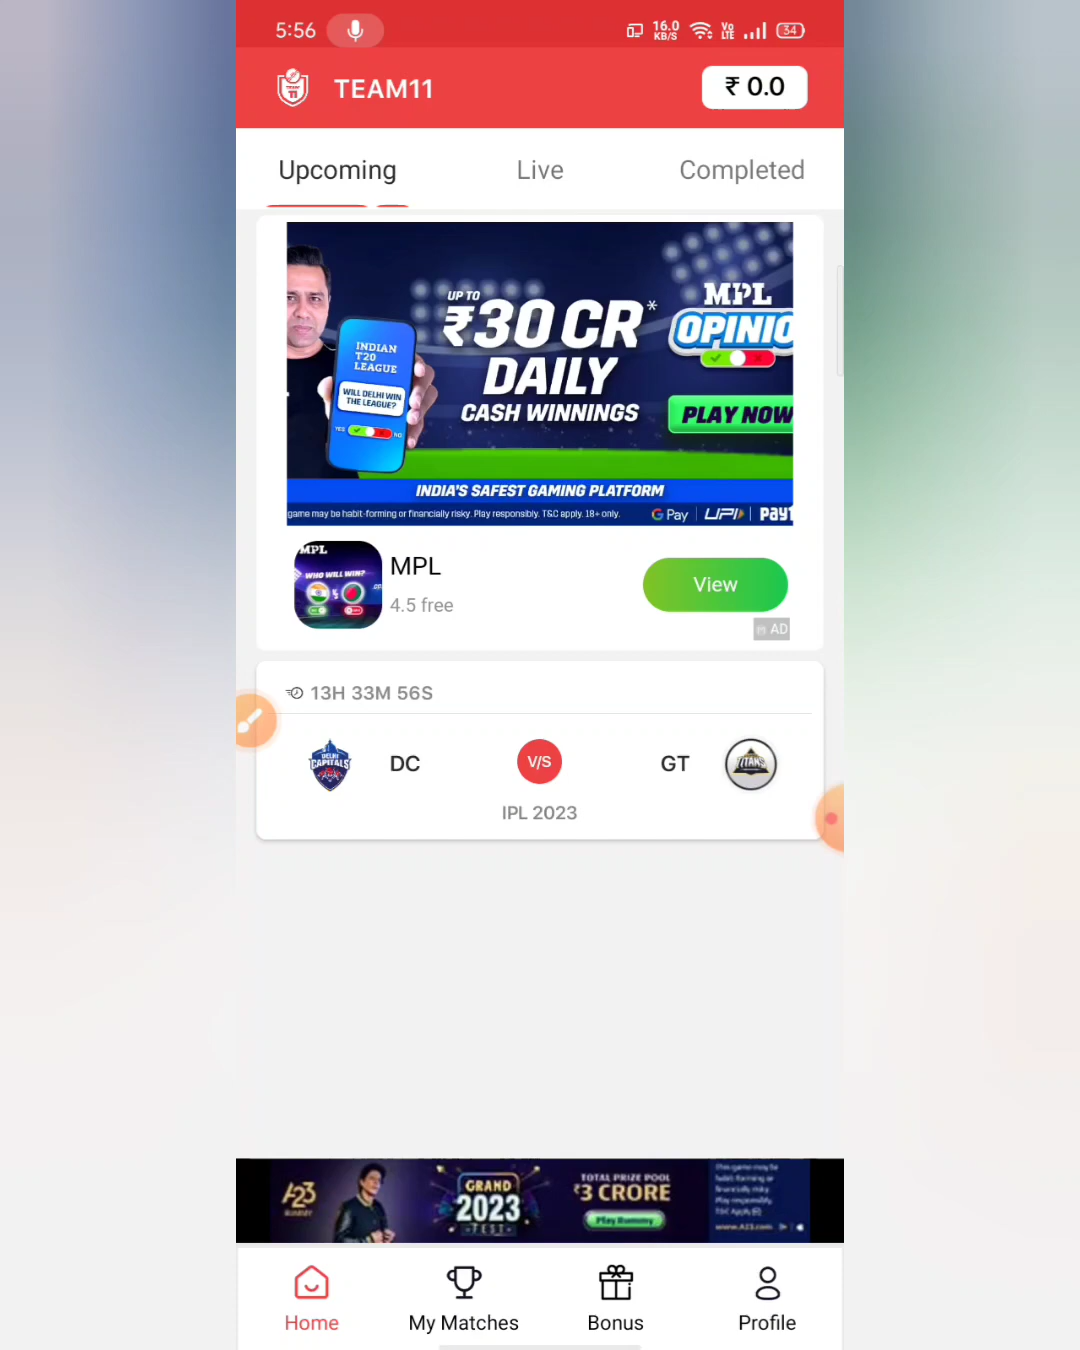 5:56
16.0
KB/S
Vo
LTE
34
TEAM11
₹ 0.0
Upcoming
Live
Completed
UP TO
₹30 CR*
DAILY
CASH WINNINGS
MPL
OPINIO
PLAY NOW
INDIAN
T20
LEAGUE
WILL DELHI WIN
THE LEAGUE?
YES
NO
INDIA'S SAFEST GAMING PLATFORM
game may be habit-forming or financially risky. Play responsibly. T&C apply. 18+ only.
G Pay
UPI
MPL
WHO WILL WIN?
MPL
4.5 free
View
AD
13H 33M 56S
DELHI
CAPITALS
DC
V/S
GT
TITANS
IPL 2023
A23
GRAND
2023
TOTAL PRIZE POOL
₹3 CRORE
Play Rummy
This game may be
habit forming or
financially risky.
Play responsibly.
www.A23.com
Home
My Matches
Bonus
Profile